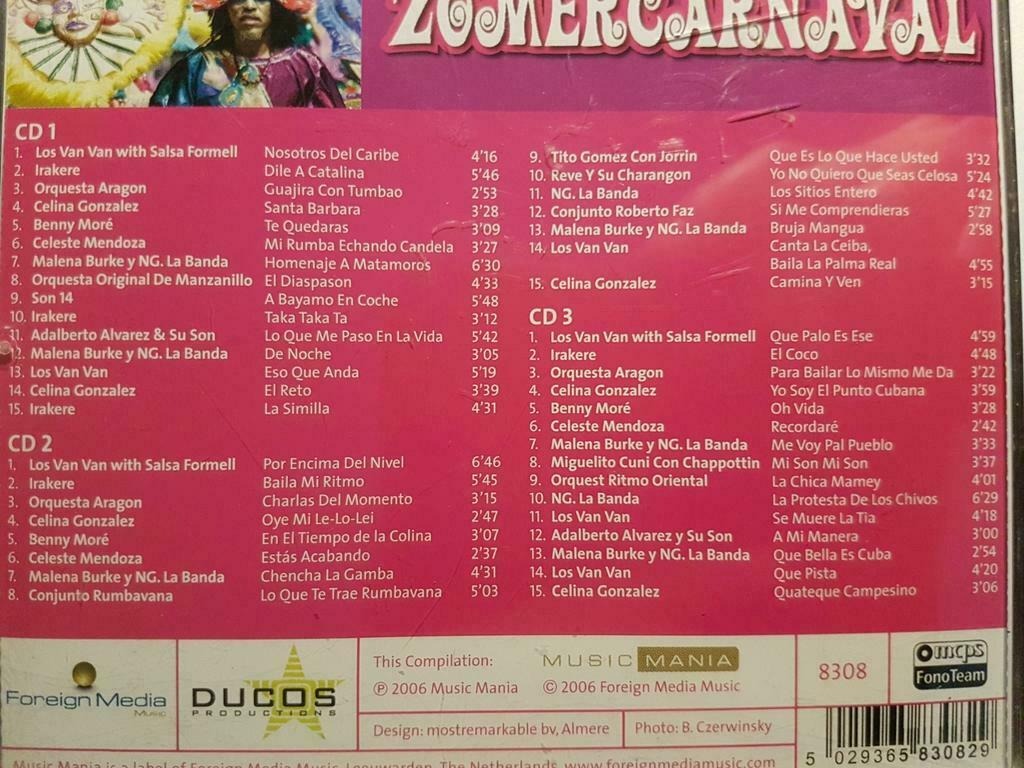 ZOMERCARNAVAL
CD 1
1. Los Van Van with Salsa Formell Nosotros Del Caribe 4'16
2. Irakere Dile A Catalina 5'46
3. Orquesta Aragon Guajira Con Tumbao 2'53
4. Celina Gonzalez Santa Barbara 3'28
5. Benny Moré Te Quedaras 3'09
6. Celeste Mendoza Mi Rumba Echando Candela 3'27
7. Malena Burke y NG. La Banda Homenaje A Matamoros 6'30
8. Orquesta Original De Manzanillo El Diaspason 4'33
9. Son 14 A Bayamo En Coche 5'48
10. Irakere Taka Taka Ta 3'12
11. Adalberto Alvarez & Su Son Lo Que Me Paso En La Vida 5'42
12. Malena Burke y NG. La Banda De Noche 3'05
13. Los Van Van Eso Que Anda 5'19
14. Celina Gonzalez El Reto 3'39
15. Irakere La Similla 4'31
CD 2
1. Los Van Van with Salsa Formell Por Encima Del Nivel 6'46
2. Irakere Baila Mi Ritmo 5'45
3. Orquesta Aragon Charlas Del Momento 3'15
4. Celina Gonzalez Oye Mi Le-Lo-Lei 2'47
5. Benny Moré En El Tiempo de la Colina 3'07
6. Celeste Mendoza Estás Acabando 2'37
7. Malena Burke y NG. La Banda Chencha La Gamba 4'31
8. Conjunto Rumbavana Lo Que Te Trae Rumbavana 5'03
9. Tito Gomez Con Jorrin Que Es Lo Que Hace Usted 3'32
10. Reve Y Su Charangon Yo No Quiero Que Seas Celosa 5'24
11. NG. La Banda Los Sitios Entero 4'42
12. Conjunto Roberto Faz Si Me Comprendieras 5'27
13. Malena Burke y NG. La Banda Bruja Mangua 2'58
14. Los Van Van Canta La Ceiba,
Baila La Palma Real 4'55
15. Celina Gonzalez Camina Y Ven 3'15
CD 3
1. Los Van Van with Salsa Formell Que Palo Es Ese 4'59
2. Irakere El Coco 4'48
3. Orquesta Aragon Para Bailar Lo Mismo Me Da 3'22
4. Celina Gonzalez Yo Soy El Punto Cubana 3'59
5. Benny Moré Oh Vida 3'28
6. Celeste Mendoza Recordaré 2'42
7. Malena Burke y NG. La Banda Me Voy Pal Pueblo 3'33
8. Miguelito Cuni Con Chappottin Mi Son Mi Son 3'37
9. Orquest Ritmo Oriental La Chica Mamey 4'01
10. NG. La Banda La Protesta De Los Chivos 6'29
11. Los Van Van Se Muere La Tia 4'18
12. Adalberto Alvarez y Su Son A Mi Manera 3'00
13. Malena Burke y NG. La Banda Que Bella Es Cuba 2'54
14. Los Van Van Que Pista 4'20
15. Celina Gonzalez Quateque Campesino 3'06
Foreign Media
Music
DUCOS
PRODUCTIONS
This Compilation: MUSIC MANIA
℗ 2006 Music Mania © 2006 Foreign Media Music
Design: mostremarkable bv, Almere
Photo: B. Czerwinsky
8308
mcps
FonoTeam
5 029365 830829
Music Mania is a label of Foreign Media Music, Leeuwarden, The Netherlands. www.foreignmediamusic.com